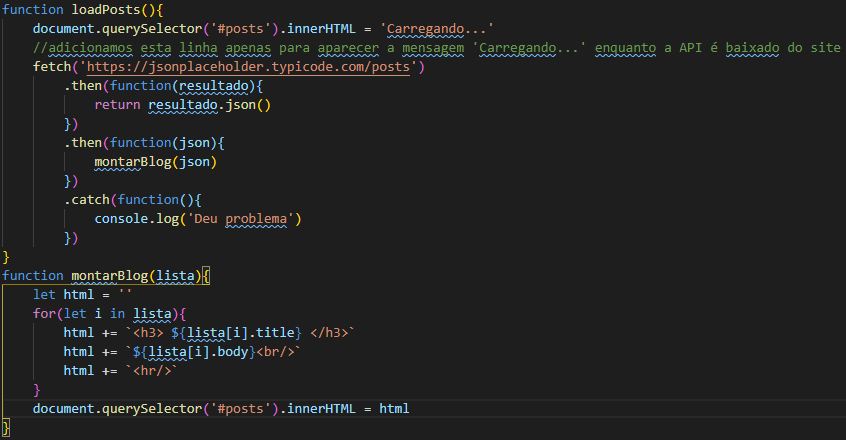 function loadPosts(){
    document.querySelector('#posts').innerHTML = 'Carregando...'
    //adicionamos esta linha apenas para aparecer a mensagem 'Carregando...' enquanto a API é baixado do site
    fetch('https://jsonplaceholder.typicode.com/posts')
        .then(function(resultado){
            return resultado.json()
        })
        .then(function(json){
            montarBlog(json)
        })
        .catch(function(){
            console.log('Deu problema')
        })
}
function montarBlog(lista){
    let html = ''
    for(let i in lista){
        html += `<h3> ${lista[i].title} </h3>`
        html += `${lista[i].body}<br/>`
        html += `<hr/>`
    }
    document.querySelector('#posts').innerHTML = html
}